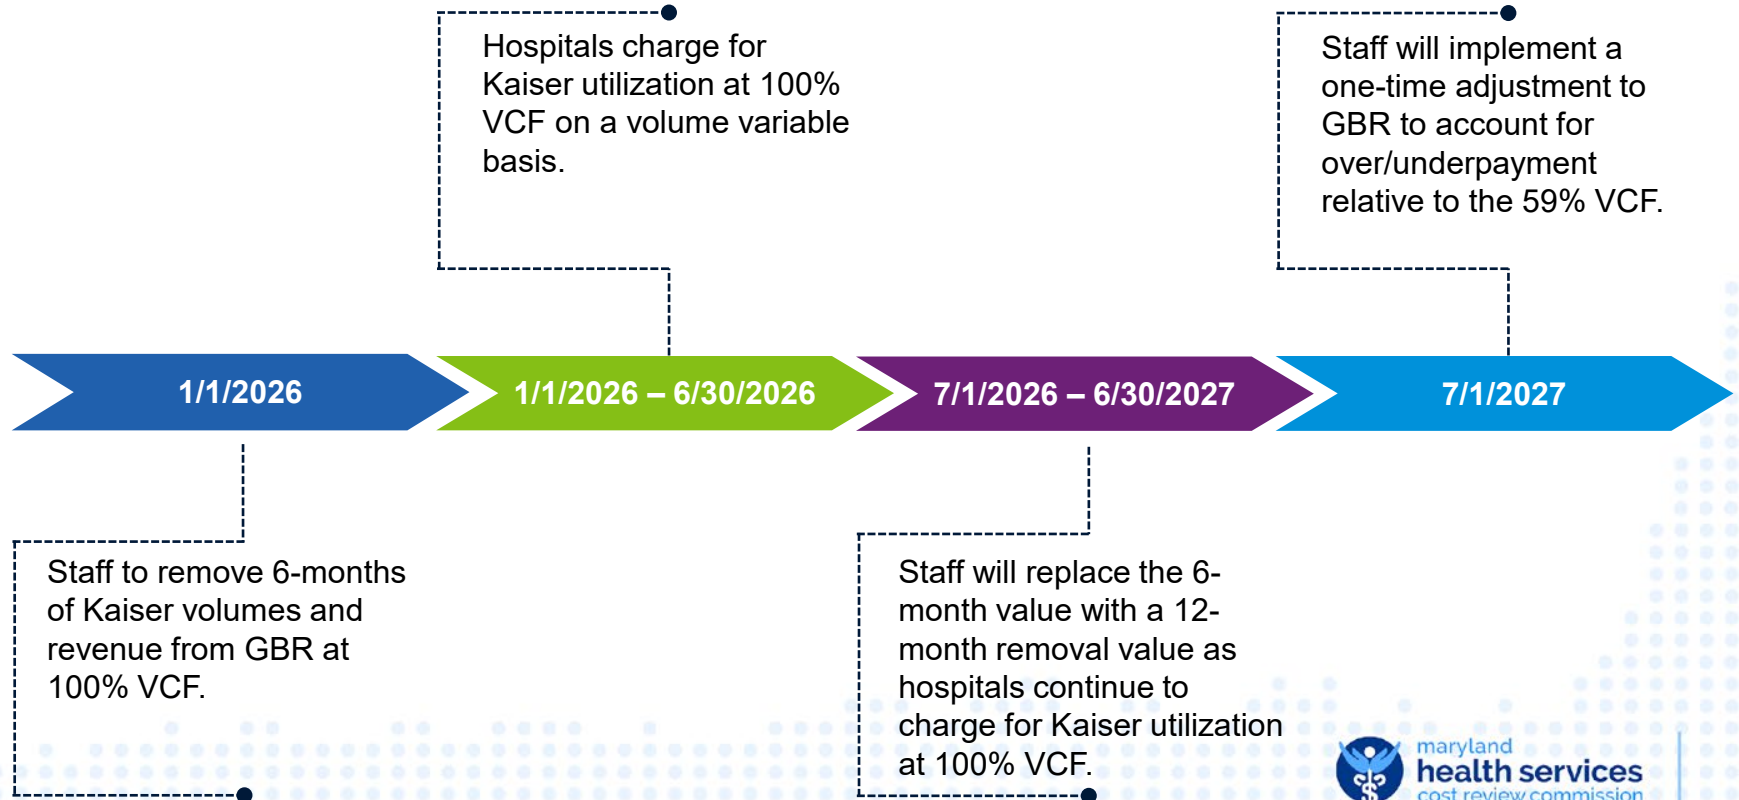 Hospitals charge for
Kaiser utilization at 100%
VCF on a volume variable
basis.
Staff will implement a
one-time adjustment to
GBR to account for
over/underpayment
relative to the 59% VCF.
1/1/2026
1/1/2026 – 6/30/2026
7/1/2026 – 6/30/2027
7/1/2027
Staff to remove 6-months
of Kaiser volumes and
revenue from GBR at
100% VCF.
Staff will replace the 6-
month value with a 12-
month removal value as
hospitals continue to
charge for Kaiser utilization
at 100% VCF.
maryland
health services
cost review commission